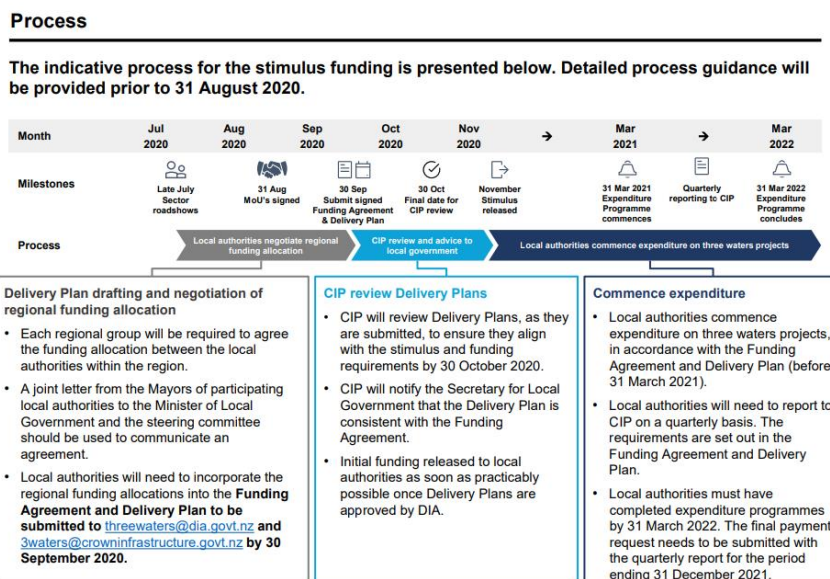 Process
The indicative process for the stimulus funding is presented below. Detailed process guidance will
be provided prior to 31 August 2020.
Month
Jul
2020
Aug
2020
Sep
2020
Oct
2020
Nov
2020
→
Mar
2021
→
Mar
2022
Milestones
Late July
Sector
roadshows
31 Aug
MoU's signed
30 Sep
Submit signed
Funding Agreement
& Delivery Plan
30 Oct
Final date for
CIP review
November
Stimulus
released
31 Mar 2021
Expenditure
Programme
commences
Quarterly
reporting to CIP
31 Mar 2022
Expenditure
Programme
concludes
Process
Local authorities negotiate regional
funding allocation
CIP review and advice to
local government
Local authorities commence expenditure on three waters projects
Delivery Plan drafting and negotiation of
regional funding allocation
• Each regional group will be required to agree
the funding allocation between the local
authorities within the region.
• A joint letter from the Mayors of participating
local authorities to the Minister of Local
Government and the steering committee
should be used to communicate an
agreement.
• Local authorities will need to incorporate the
regional funding allocations into the Funding
Agreement and Delivery Plan to be
submitted to threewaters@dia.govt.nz and
3waters@crowninfrastructure.govt.nz by 30
September 2020.
CIP review Delivery Plans
• CIP will review Delivery Plans, as they
are submitted, to ensure they align
with the stimulus and funding
requirements by 30 October 2020.
• CIP will notify the Secretary for Local
Government that the Delivery Plan is
consistent with the Funding
Agreement.
• Initial funding released to local
authorities as soon as practicably
possible once Delivery Plans are
approved by DIA.
Commence expenditure
• Local authorities commence
expenditure on three waters projects,
in accordance with the Funding
Agreement and Delivery Plan (before
31 March 2021).
• Local authorities will need to report to
CIP on a quarterly basis. The
requirements are set out in the
Funding Agreement and Delivery
Plan.
• Local authorities must have
completed expenditure programmes
by 31 March 2022. The final payment
request needs to be submitted with
the quarterly report for the period
ending 31 December 2021.